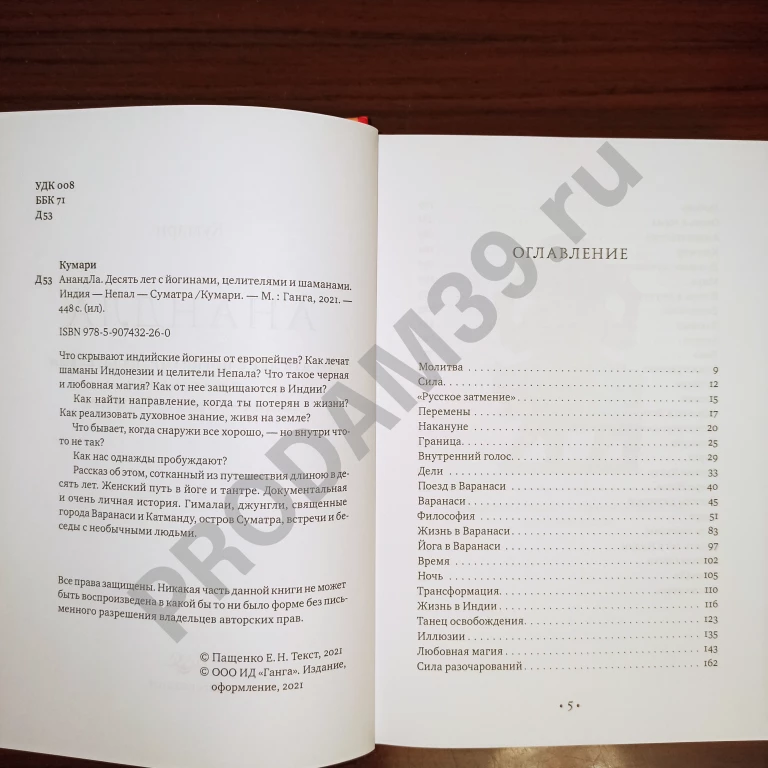 УДК 008
ББК 71
Д53
Кумари
Д53 АнандЛа. Десять лет с йогинами, целителями и шаманами.
Индия — Непал — Суматра /Кумари. — М. : Ганга, 2021. —
448 с. (ил).
ISBN 978-5-907432-26-0
Что скрывают индийские йогины от европейцев? Как лечат
шаманы Индонезии и целители Непала? Что такое черная
и любовная магия? Как от нее защищаются в Индии?
Как найти направление, когда ты потерян в жизни?
Как реализовать духовное знание, живя на земле?
Что бывает, когда снаружи все хорошо, — но внутри что-
то не так?
Как нас однажды пробуждают?
Рассказ об этом, сотканный из путешествия длиною в де-
сять лет. Женский путь в йоге и тантре. Документальная
и очень личная история. Гималаи, джунгли, священные
города Варанаси и Катманду, остров Суматра, встречи и бе-
седы с необычными людьми.
Все права защищены. Никакая часть данной книги не может
быть воспроизведена в какой бы то ни было форме без пись-
менного разрешения владельцев авторских прав.
© Пащенко Е. Н. Текст, 2021
© ООО ИД «Ганга». Издание,
оформление, 2021
ОГЛАВЛЕНИЕ
Молитва 9
Сила. 12
«Русское затмение» 15
Перемены 17
Накануне 20
Граница. 25
Внутренний голос. 29
Дели 33
Поезд в Варанаси 40
Варанаси 45
Философия 51
Жизнь в Варанаси 83
Йога в Варанаси 97
Время 102
Ночь 105
Трансформация. 110
Жизнь в Индии 116
Танец освобождения. 123
Иллюзии 135
Любовная магия 143
Сила разочарований 162
• 5 •
PRODAM39.ru